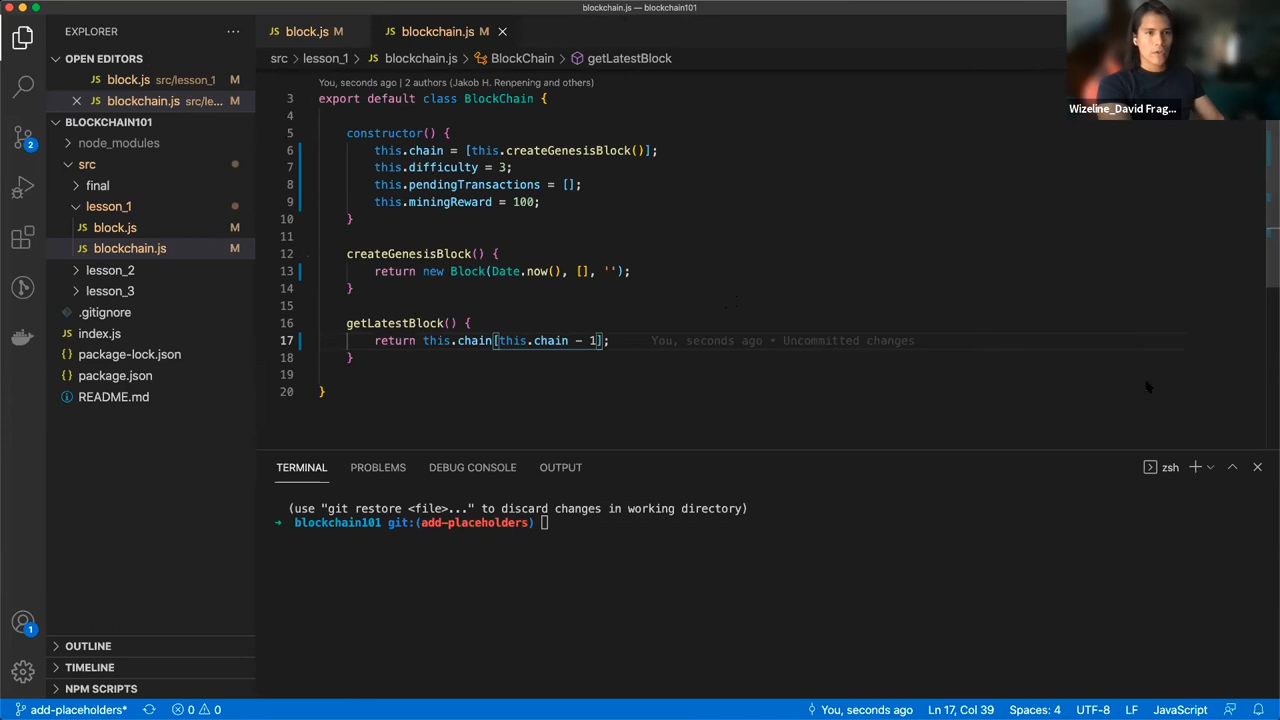 blockchain.js — blockchain101
EXPLORER
OPEN EDITORS
block.js src/lesson_1 M
blockchain.js src/le... M
BLOCKCHAIN101
node_modules
src
final
lesson_1
block.js M
blockchain.js M
lesson_2
lesson_3
.gitignore
index.js
package-lock.json
package.json
README.md
OUTLINE
TIMELINE
NPM SCRIPTS
2
1
JS block.js M
JS blockchain.js M
src > lesson_1 > JS blockchain.js > BlockChain > getLatestBlock
You, seconds ago | 2 authors (Jakob H. Renpening and others)
3 export default class BlockChain {
4
5 constructor() {
6 this.chain = [this.createGenesisBlock()];
7 this.difficulty = 3;
8 this.pendingTransactions = [];
9 this.miningReward = 100;
10 }
11
12 createGenesisBlock() {
13 return new Block(Date.now(), [], '');
14 }
15
16 getLatestBlock() {
17 return this.chain[this.chain - 1]; You, seconds ago • Uncommitted changes
18 }
19
20 }
Wizeline_David Frag...
TERMINAL PROBLEMS DEBUG CONSOLE OUTPUT zsh
(use "git restore <file>..." to discard changes in working directory)
→ blockchain101 git:(add-placeholders)
add-placeholders* 0 0 You, seconds ago Ln 17, Col 39 Spaces: 4 UTF-8 LF JavaScript